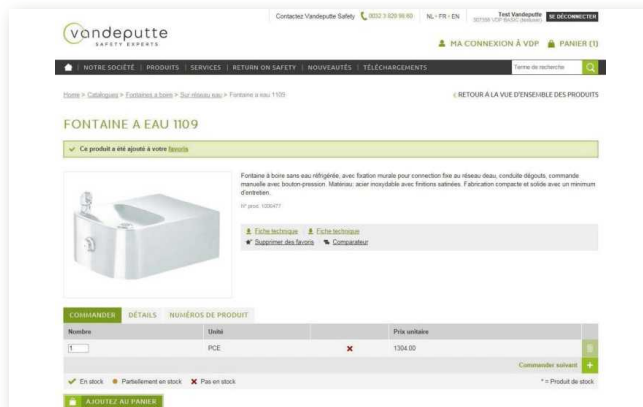 Contactez Vandeputte Safety
NL - FR - EN
Test Vandeputte
SE DÉCONNECTER
vandeputte
SAFETY EXPERTS
MA CONNEXION À VDP
PANIER (1)
NOTRE SOCIÉTÉ | PRODUITS | SERVICES | RETURN ON SAFETY | NOUVEAUTÉS | TÉLÉCHARGEMENTS
Terme de recherche
Home > Catalogues > Fontaines a boire > Sur réseau eau > Fontaine a eau 1109
< RETOUR À LA VUE D'ENSEMBLE DES PRODUITS
FONTAINE A EAU 1109
Ce produit a été ajouté à votre favoris
Fontaine à boire sans eau réfrigérée, avec fixation murale pour connection fixe au réseau deau, conduite dégouts, commande
manuelle avec bouton-pression. Matériau: acier inoxydable avec finitions satinées. Fabrication compacte et solide avec un minimum
d'entretien.
Fiche technique Fiche technique
Supprimer des favoris Comparateur
COMMANDER DÉTAILS NUMÉROS DE PRODUIT
Nombre Unité Prix unitaire
1 PCE 1304.00
Commander suivant +
En stock Partiellement en stock Pas en stock
* = Produit de stock
AJOUTEZ AU PANIER